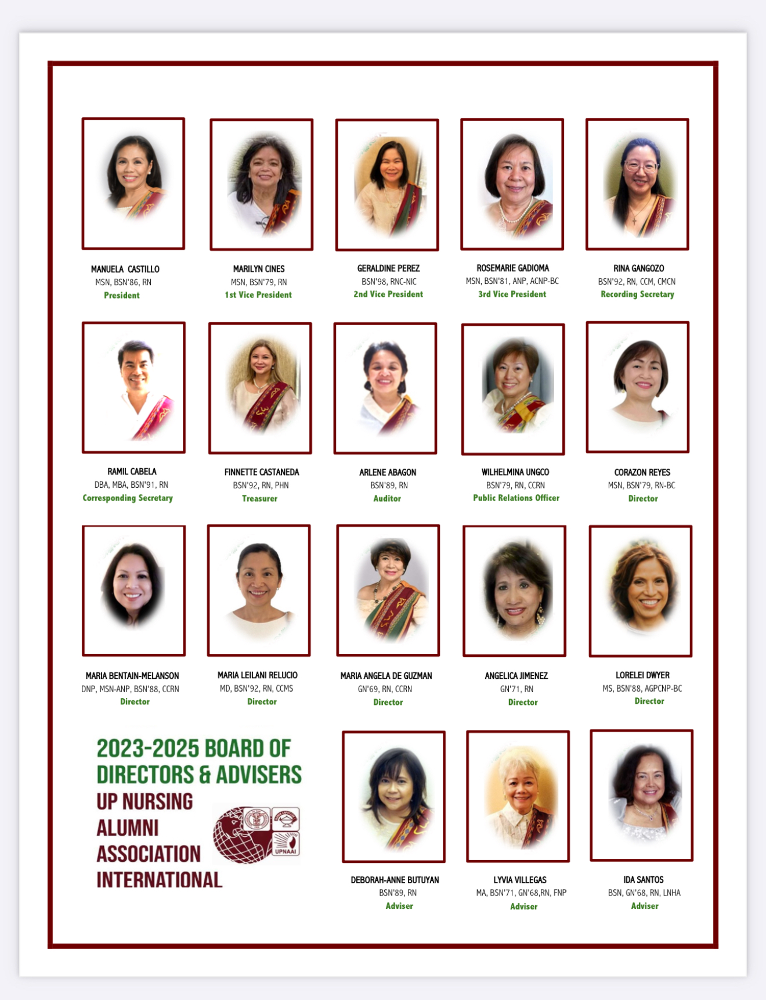 MANUELA CASTILLO
MSN, BSN'86, RN
President
MARILYN CINES
MSN, BSN'79, RN
1st Vice President
GERALDINE PEREZ
BSN'98, RNC-NIC
2nd Vice President
ROSEMARIE GADIOMA
MSN, BSN'81, ANP, ACNP-BC
3rd Vice President
RINA GANGOZO
BSN'92, RN, CCM, CMCN
Recording Secretary
RAMIL CABELA
DBA, MBA, BSN'91, RN
Corresponding Secretary
FINNETTE CASTANEDA
BSN'92, RN, PHN
Treasurer
ARLENE ABAGON
BSN'89, RN
Auditor
WILHELMINA UNGCO
BSN'79, RN, CCRN
Public Relations Officer
CORAZON REYES
MSN, BSN'79, RN-BC
Director
MARIA BENTAIN-MELANSON
DNP, MSN-ANP, BSN'88, CCRN
Director
MARIA LEILANI RELUCIO
MD, BSN'92, RN, CCMS
Director
MARIA ANGELA DE GUZMAN
GN'69, RN, CCRN
Director
ANGELICA JIMENEZ
GN'71, RN
Director
LORELEI DWYER
MS, BSN'88, AGPCNP-BC
Director
2023-2025 BOARD OF
DIRECTORS & ADVISERS
UP NURSING
ALUMNI
ASSOCIATION
INTERNATIONAL
UPNAAI
DEBORAH-ANNE BUTUYAN
BSN'89, RN
Adviser
LYVIA VILLEGAS
MA, BSN'71, GN'68,RN, FNP
Adviser
IDA SANTOS
BSN, GN'68, RN, LNHA
Adviser